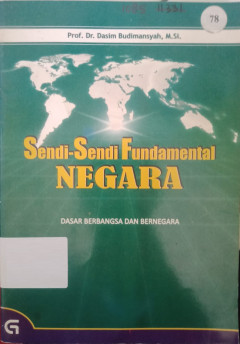 78
Prof. Dr. Dasim Budimansyah, M.Si.
Sendi-Sendi Fundamental
NEGARA
DASAR BERBANGSA DAN BERNEGARA